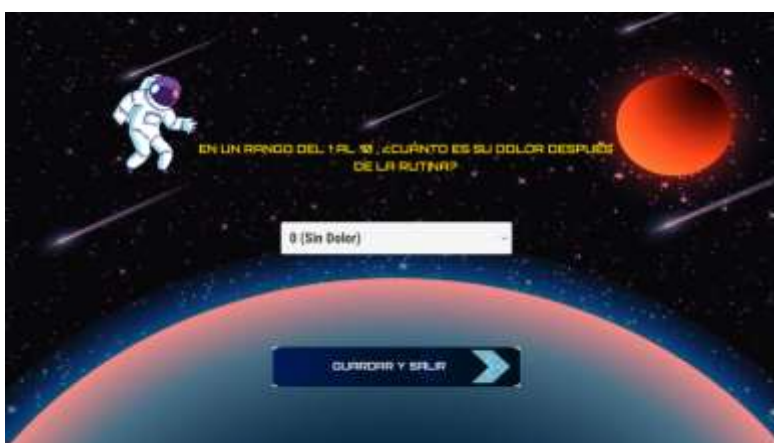 EN UN RANGO DEL 1 AL 10 , ¿CUÁNTO ES SU DOLOR DESPUÉS
DE LA RUTINA?
0 (Sin Dolor)
GUARDAR Y SALIR